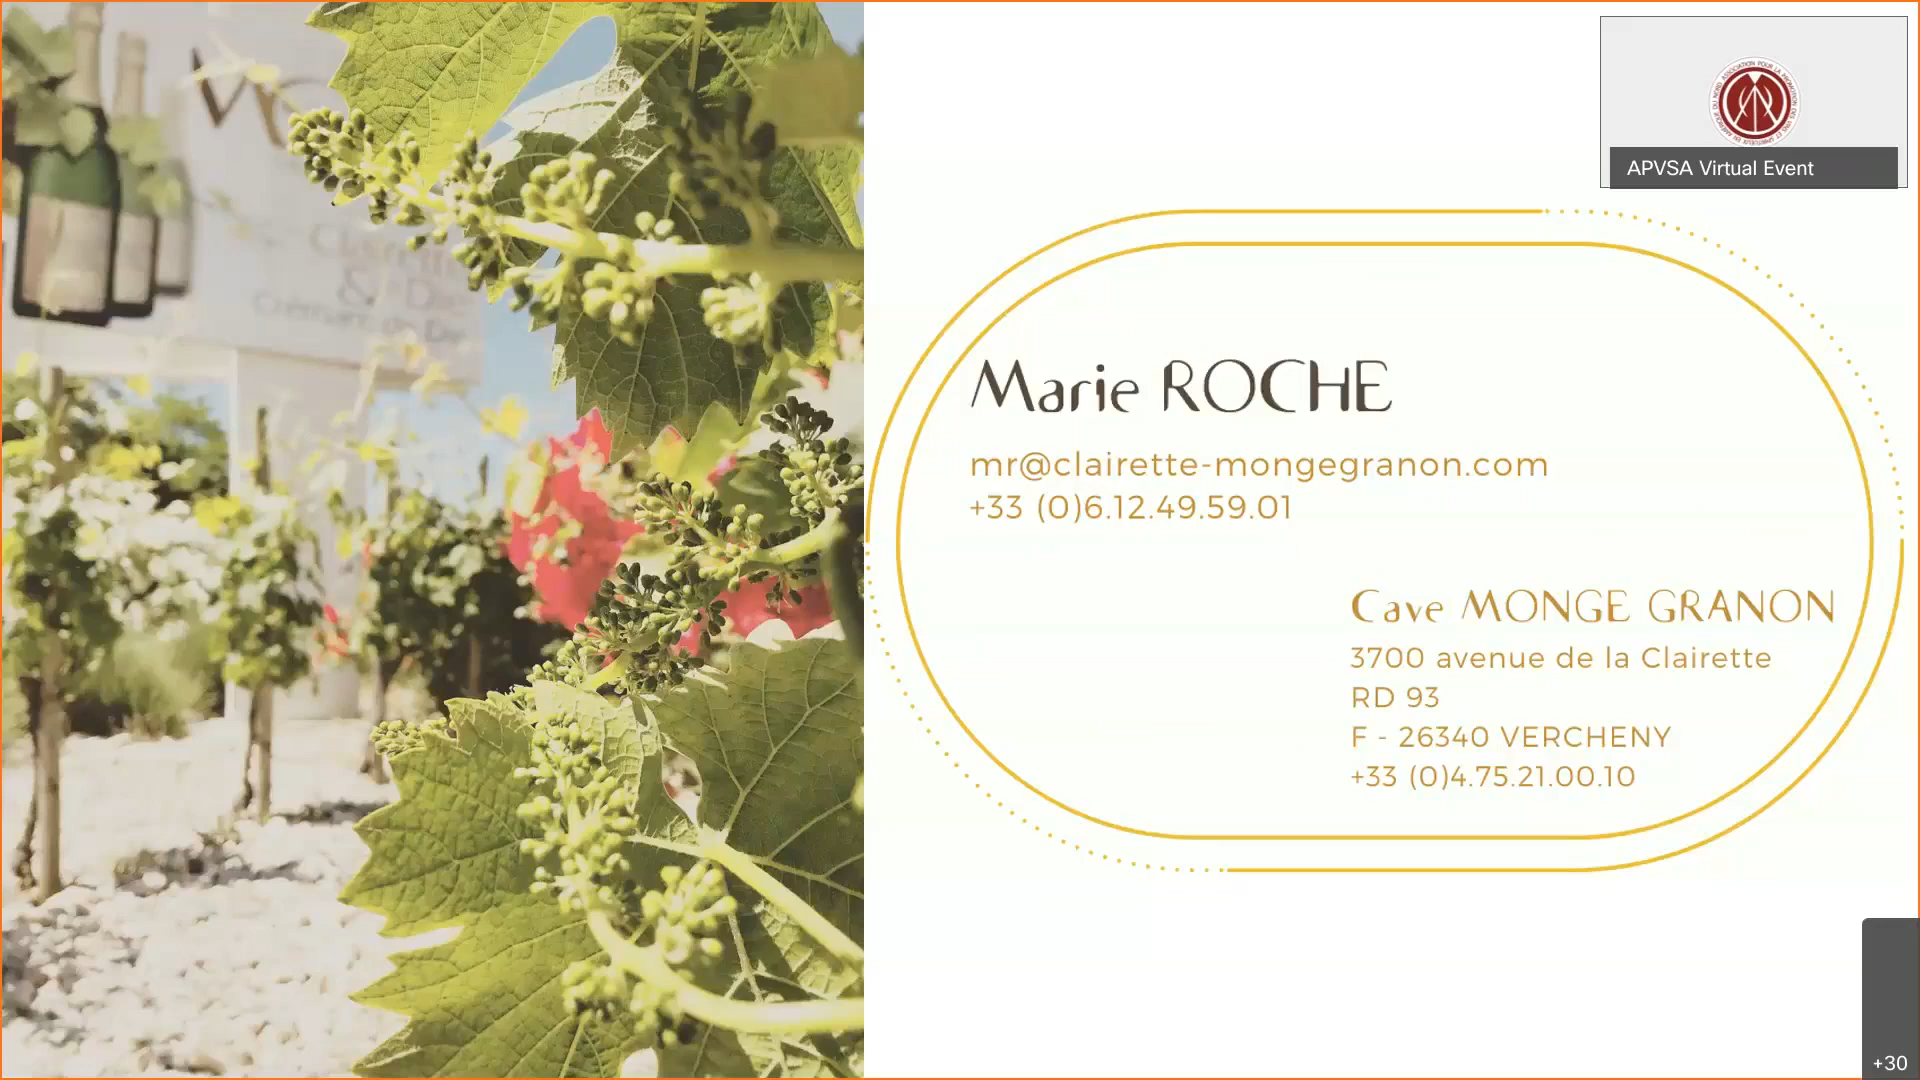 APVSA Virtual Event
Marie ROCHE
mr@clairette-mongegranon.com
+33 (0)6.12.49.59.01
Cave MONGE GRANON
3700 avenue de la Clairette
RD 93
F - 26340 VERCHENY
+33 (0)4.75.21.00.10
+30